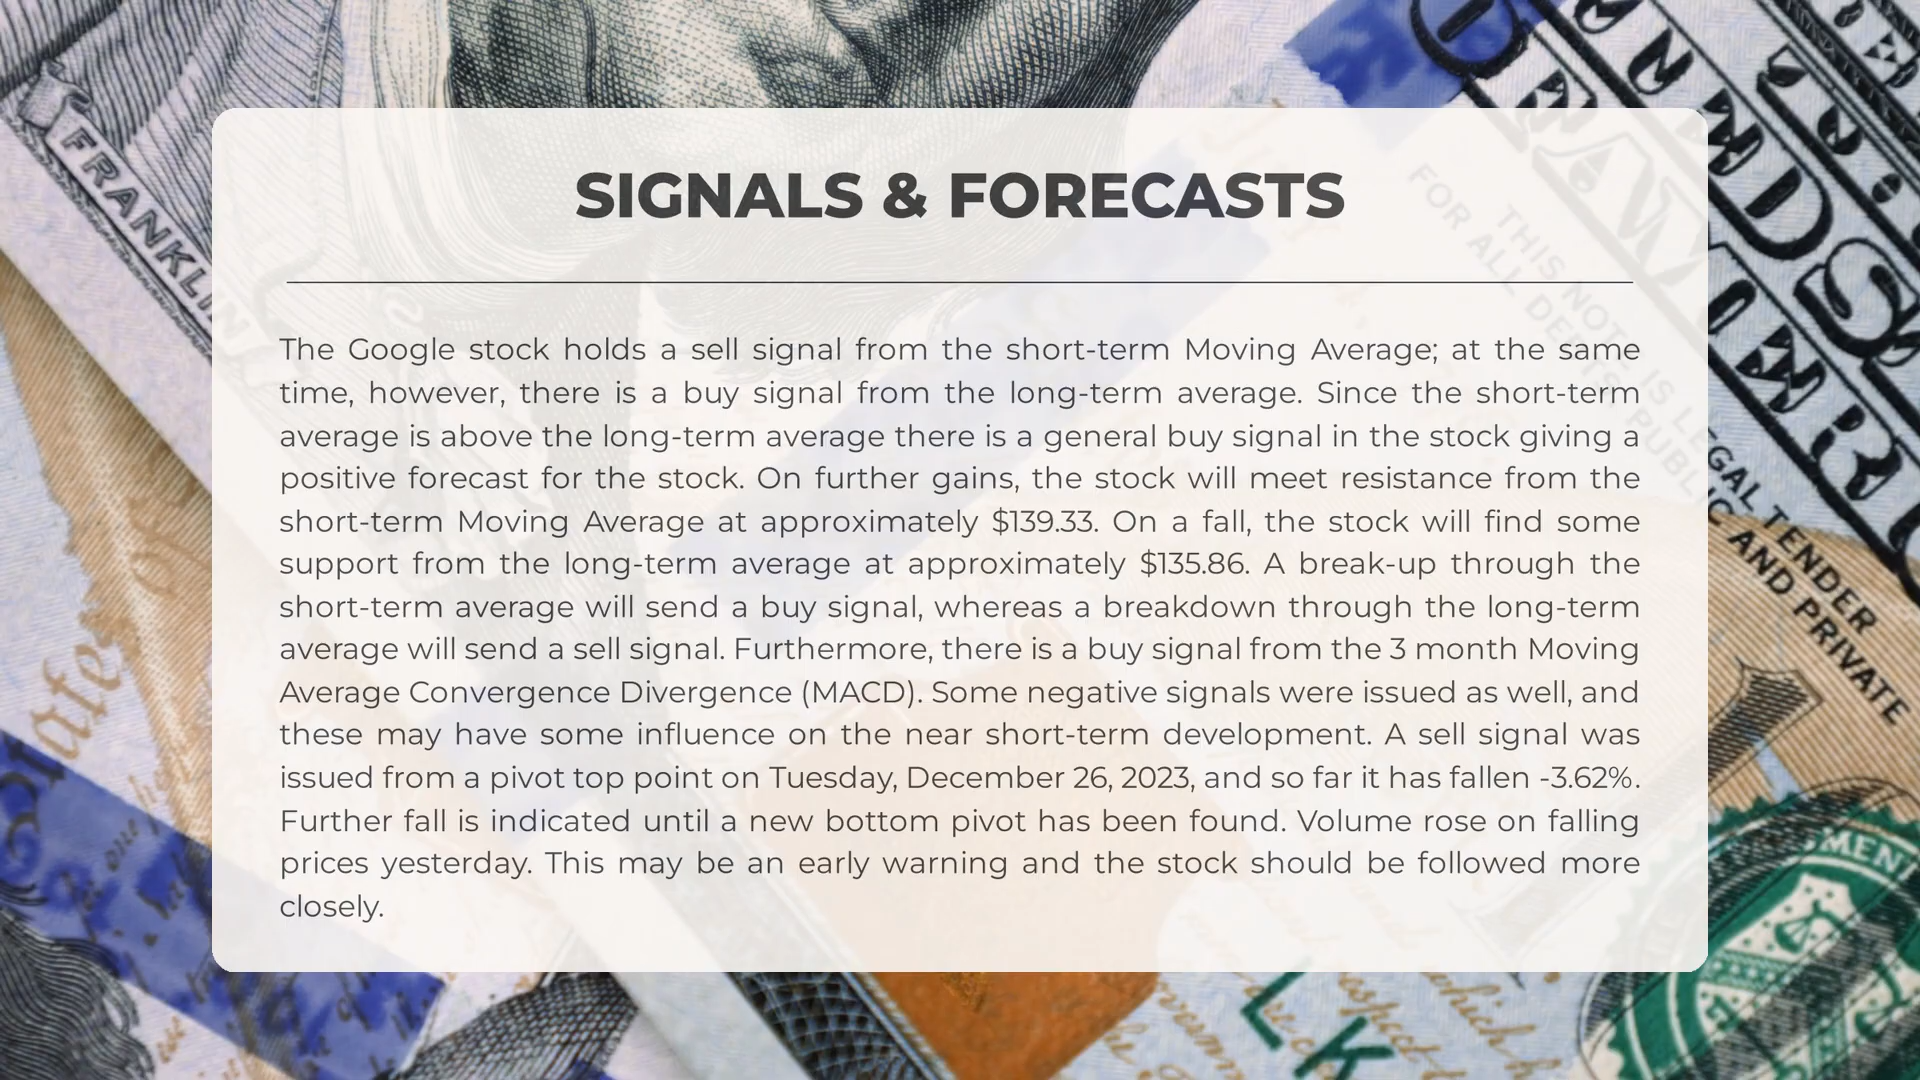 SIGNALS & FORECASTS
The Google stock holds a sell signal from the short-term Moving Average; at the same
time, however, there is a buy signal from the long-term average. Since the short-term
average is above the long-term average there is a general buy signal in the stock giving a
positive forecast for the stock. On further gains, the stock will meet resistance from the
short-term Moving Average at approximately $139.33. On a fall, the stock will find some
support from the long-term average at approximately $135.86. A break-up through the
short-term average will send a buy signal, whereas a breakdown through the long-term
average will send a sell signal. Furthermore, there is a buy signal from the 3 month Moving
Average Convergence Divergence (MACD). Some negative signals were issued as well, and
these may have some influence on the near short-term development. A sell signal was
issued from a pivot top point on Tuesday, December 26, 2023, and so far it has fallen -3.62%.
Further fall is indicated until a new bottom pivot has been found. Volume rose on falling
prices yesterday. This may be an early warning and the stock should be followed more
closely.
FRANKLIN
THIS NOTE IS LEGAL TENDER
FOR ALL DEBTS, PUBLIC AND PRIVATE
LK